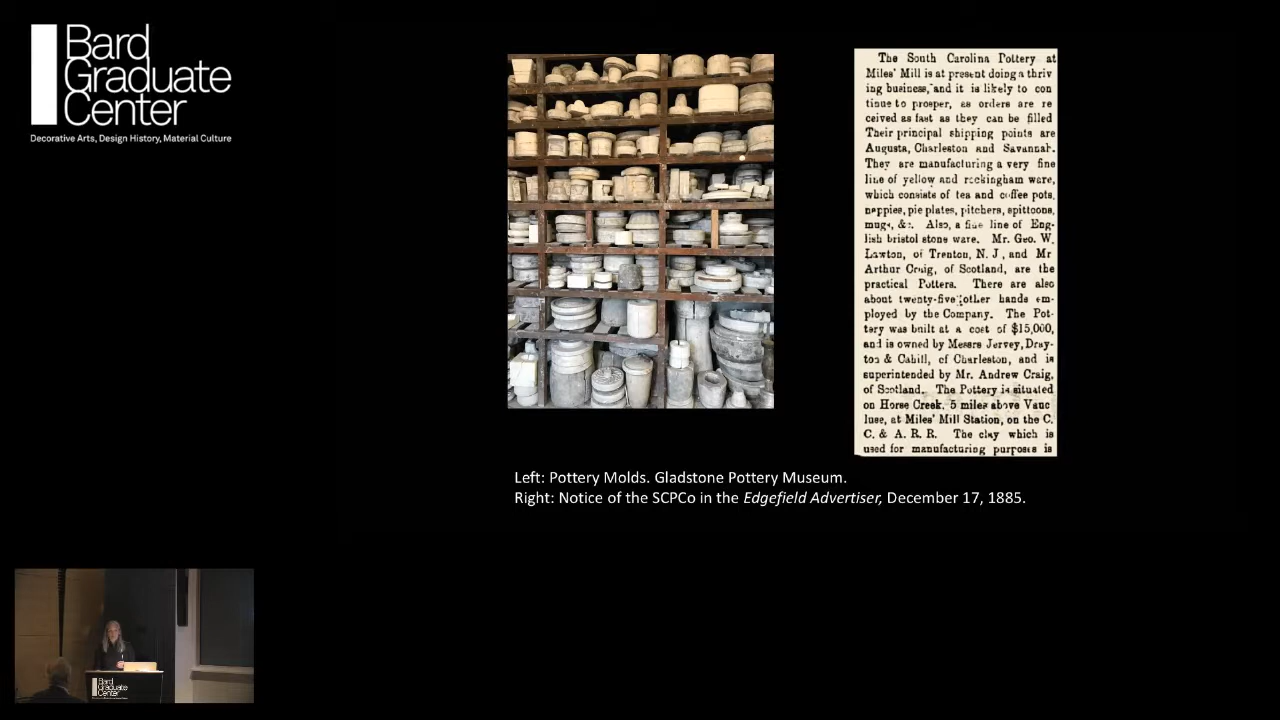 Bard
Graduate
Center
Decorative Arts, Design History, Material Culture
The South Carolina Pottery at
Miles' Mill is at present doing a thriv
ing business, and it is likely to con
tinue to prosper, as orders are re
ceived as fast as they can be filled
Their principal shipping points are
Augusta, Charleston and Savannah.
They are manufacturing a very fine
line of yellow and rockingham ware,
which consists of tea and coffee pots,
nappies, pie plates, pitchers, spittoons,
mugs, &c. Also, a fine line of Eng-
lish bristol stone ware. Mr. Geo. W.
Lawton, of Trenton, N. J., and Mr
Arthur Craig, of Scotland, are the
practical Potters. There are also
about twenty-five other hands em-
ployed by the Company. The Pot-
tery was built at a cost of $15,000,
and is owned by Messrs Jervey, Dray-
ton & Cahill, of Charleston, and is
superintended by Mr. Andrew Craig,
of Scotland. The Pottery is situated
on Horse Creek, 5 miles above Vauc
luse, at Miles' Mill Station, on the C.
C. & A. R. R. The clay which is
used for manufacturing purposes is
Left: Pottery Molds. Gladstone Pottery Museum.
Right: Notice of the SCPCo in the Edgefield Advertiser, December 17, 1885.
Bard
Graduate
Center